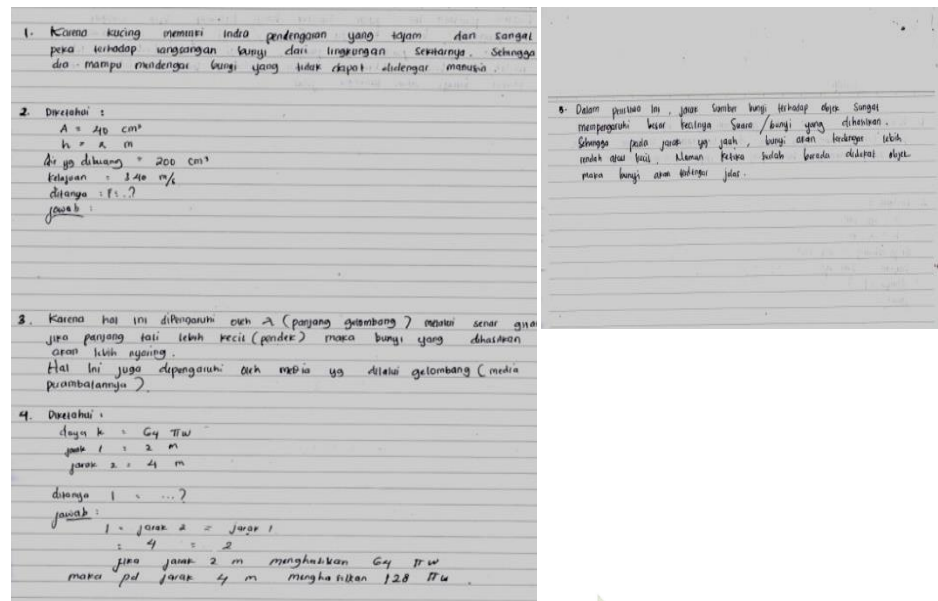 1. Karena kucing memiliki Indra pendengaran yang tajam dan sangat
peka terhadap rangsangan bunyi dari lingkungan sekitarnya. Sehingga
dia mampu mendengar bunyi yang tidak dapat didengar manusia.
2. Diketahui :
A = 40 cm²
h = 2 m
Air yg dibuang = 200 cm³
kelajuan = 340 m/s
ditanya : F: ..?
jawab :
3. Karena hal ini diPengaruhi oleh λ (panjang gelombang) melalui senar
jika panjang tali lebih kecil (pendek) maka bunyi yang dihasilkan
akan lebih nyaring.
Hal Ini juga dipengaruhi oleh media yg dilalui gelombang (media
4. Diketahui :
daya k : 64 πw
jarak 1 : 2 m
jarak 2 = 4 m
ditanya I = ...?
jawab :
I = jarak 2 = jarak 1
= 4 = 2
jika jarak 2 m menghasilkan 64 πw
maka pd jarak 4 m menghasilkan 128 πw.
5. Dalam peristiwa Ini, jarak Sumber bunyi terhadap objek Sangat
mempengaruhi besar kecilnya Suara / bunyi yang dihasilkan.
Sehingga pada jarak yg jauh, bunyi akan terdengar lebih
rendah atau kecil. Namun ketika sudah berada didekat objek
maka bunyi akan terdengar jelas.